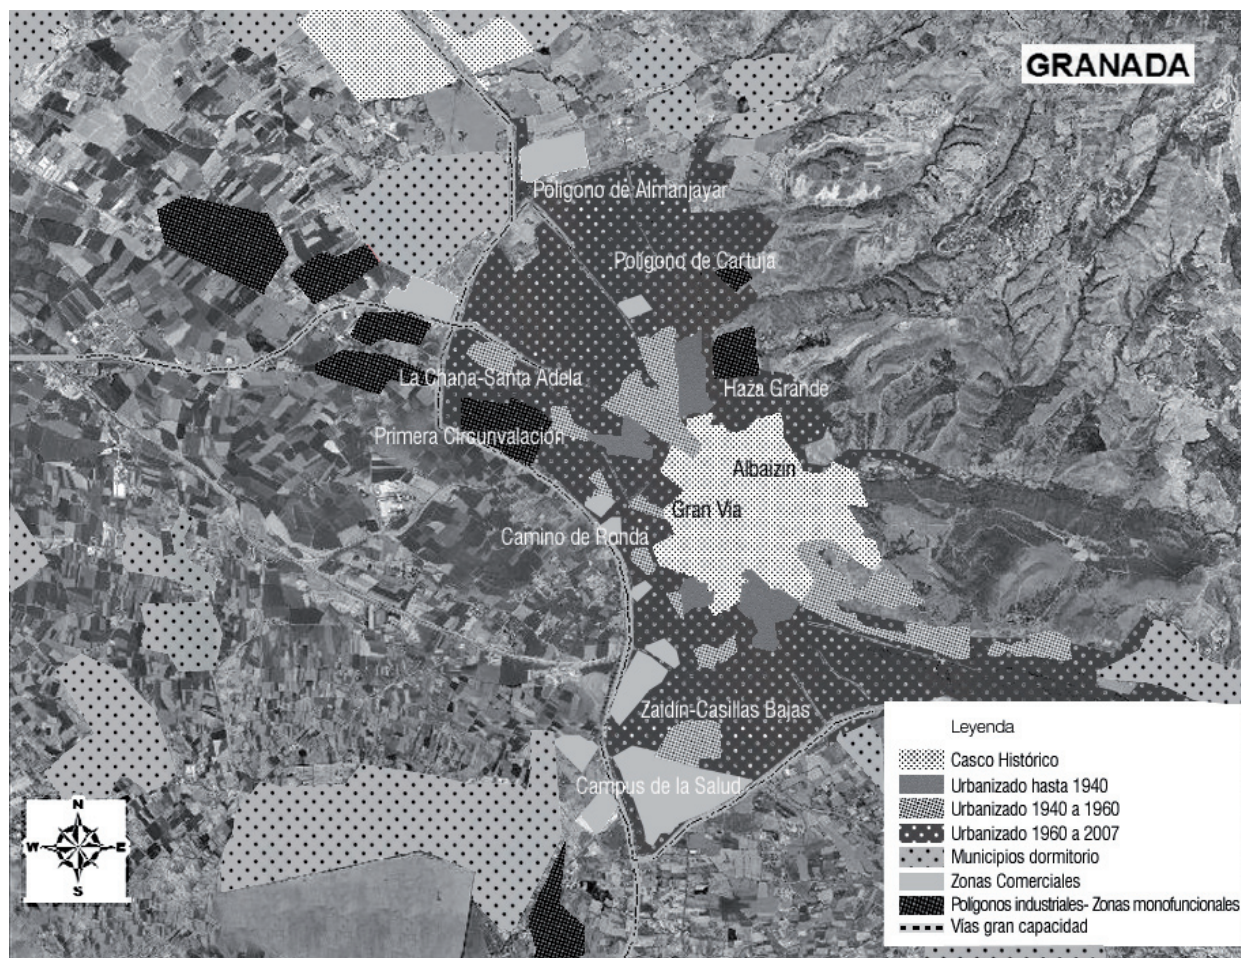 GRANADA
Polígono de Almanjayar
Polígono de Cartuja
La Chana-Santa Adela
Haza Grande
Primera Circunvalación
Albaizin
Gran Via
Camino de Ronda
Zaidín-Casillas Bajas
Campus de la Salud
Leyenda
Casco Histórico
Urbanizado hasta 1940
Urbanizado 1940 a 1960
Urbanizado 1960 a 2007
Municipios dormitorio
Zonas Comerciales
Polígonos industriales- Zonas monofuncionales
Vías gran capacidad
N
W E
S